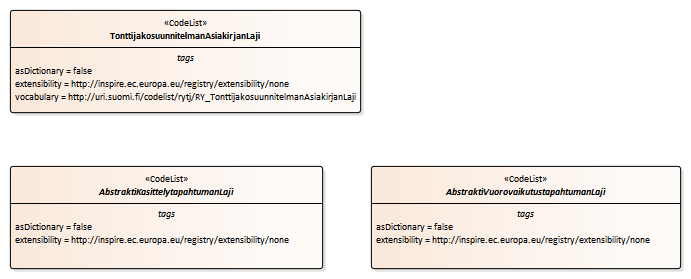 «CodeList»
TonttijakosuunnitelmanAsiakirjanLaji
tags
asDictionary = false
extensibility = http://inspire.ec.europa.eu/registry/extensibility/none
vocabulary = http://uri.suomi.fi/codelist/rytj/RY_TonttijakosuunnitelmanAsiakirjanLaji
«CodeList»
AbstraktiKasittelytapahtumanLaji
tags
asDictionary = false
extensibility = http://inspire.ec.europa.eu/registry/extensibility/none
«CodeList»
AbstraktiVuorovaikutustapahtumanLaji
tags
asDictionary = false
extensibility = http://inspire.ec.europa.eu/registry/extensibility/none